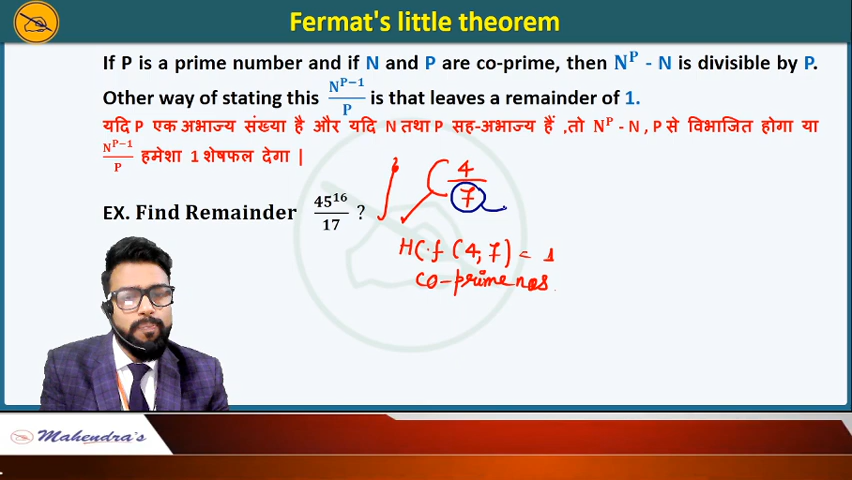 Fermat's little theorem
If P is a prime number and if N and P are co-prime, then N^P - N is divisible by P.
Other way of stating this N^P−1/P is that leaves a remainder of 1.
यदि P एक अभाज्य संख्या है और यदि N तथा P सह-अभाज्य हैं ,तो N^P - N , P से विभाजित होगा या
N^P−1/P हमेशा 1 शेषफल देगा |
4/7
EX. Find Remainder 45^16/17 ?
H.C.f (4, 7) = 1
co-prime nos
Mahendra's